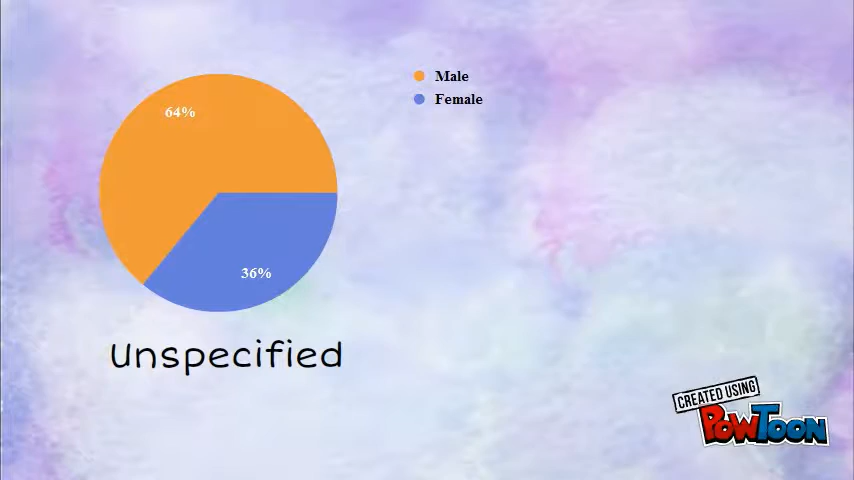 64%
Male
Female
36%
Unspecified
CREATED USING
POWTOON